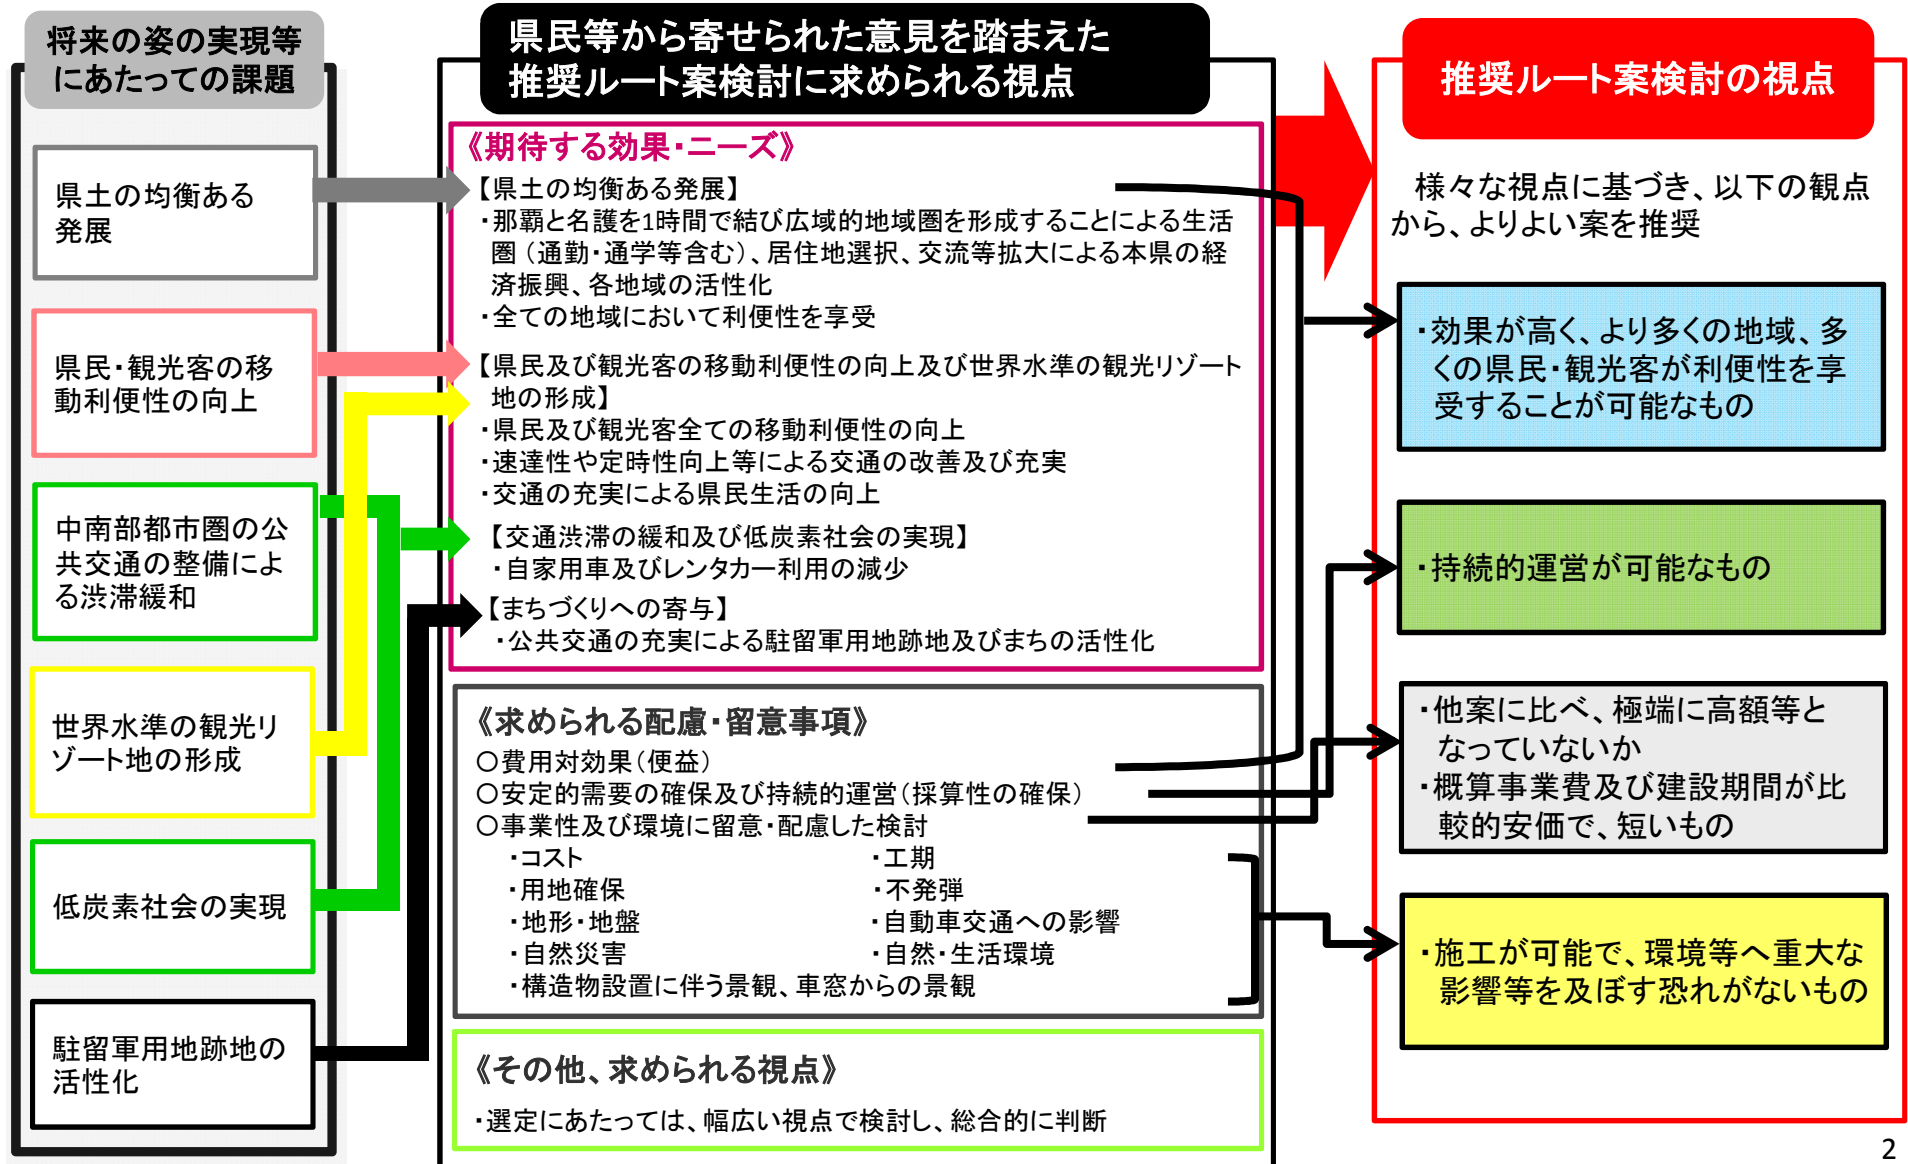 将来の姿の実現等
にあたっての課題
県土の均衡ある
発展
県民・観光客の移
動利便性の向上
中南部都市圏の公
共交通の整備によ
る渋滞緩和
世界水準の観光リ
ゾート地の形成
低炭素社会の実現
駐留軍用地跡地の
活性化
県民等から寄せられた意見を踏まえた
推奨ルート案検討に求められる視点
《期待する効果・ニーズ》
【県土の均衡ある発展】
・那覇と名護を1時間で結び広域的地域圏を形成することによる生活
圏（通勤・通学等含む）、居住地選択、交流等拡大による本県の経
済振興、各地域の活性化
・全ての地域において利便性を享受
【県民及び観光客の移動利便性の向上及び世界水準の観光リゾート
地の形成】
・県民及び観光客全ての移動利便性の向上
・速達性や定時性向上等による交通の改善及び充実
・交通の充実による県民生活の向上
【交通渋滞の緩和及び低炭素社会の実現】
・自家用車及びレンタカー利用の減少
【まちづくりへの寄与】
・公共交通の充実による駐留軍用地跡地及びまちの活性化
《求められる配慮・留意事項》
〇費用対効果（便益）
〇安定的需要の確保及び持続的運営（採算性の確保）
〇事業性及び環境に留意・配慮した検討
・コスト ・工期
・用地確保 ・不発弾
・地形・地盤 ・自動車交通への影響
・自然災害 ・自然・生活環境
・構造物設置に伴う景観、車窓からの景観
《その他、求められる視点》
・選定にあたっては、幅広い視点で検討し、総合的に判断
推奨ルート案検討の視点
様々な視点に基づき、以下の観点
から、よりよい案を推奨
・効果が高く、より多くの地域、多
くの県民・観光客が利便性を享
受することが可能なもの
・持続的運営が可能なもの
・他案に比べ、極端に高額等と
なっていないか
・概算事業費及び建設期間が比
較的安価で、短いもの
・施工が可能で、環境等へ重大な
影響等を及ぼす恐れがないもの
2